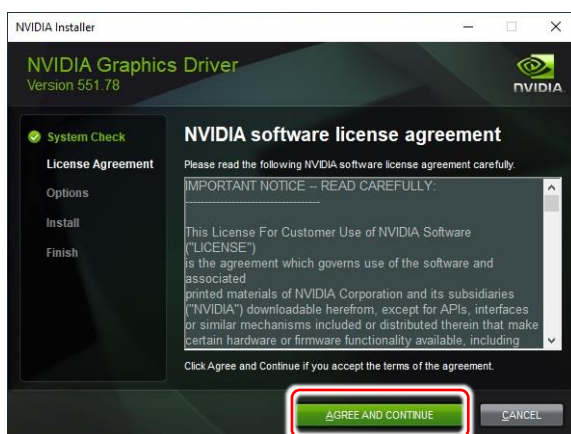 NVIDIA Installer
NVIDIA Graphics Driver
Version 551.78
NVIDIA.
System Check
License Agreement
Options
Install
Finish
NVIDIA software license agreement
Please read the following NVIDIA software license agreement carefully.
IMPORTANT NOTICE -- READ CAREFULLY:
-----------------------------------
This License For Customer Use of NVIDIA Software
("LICENSE")
is the agreement which governs use of the software and
associated
printed materials of NVIDIA Corporation and its subsidiaries
("NVIDIA") downloadable herefrom, except for APIs, interfaces
or similar mechanisms included or distributed therein that make
certain hardware or firmware functionality available, including
Click Agree and Continue if you accept the terms of the agreement.
AGREE AND CONTINUE
CANCEL